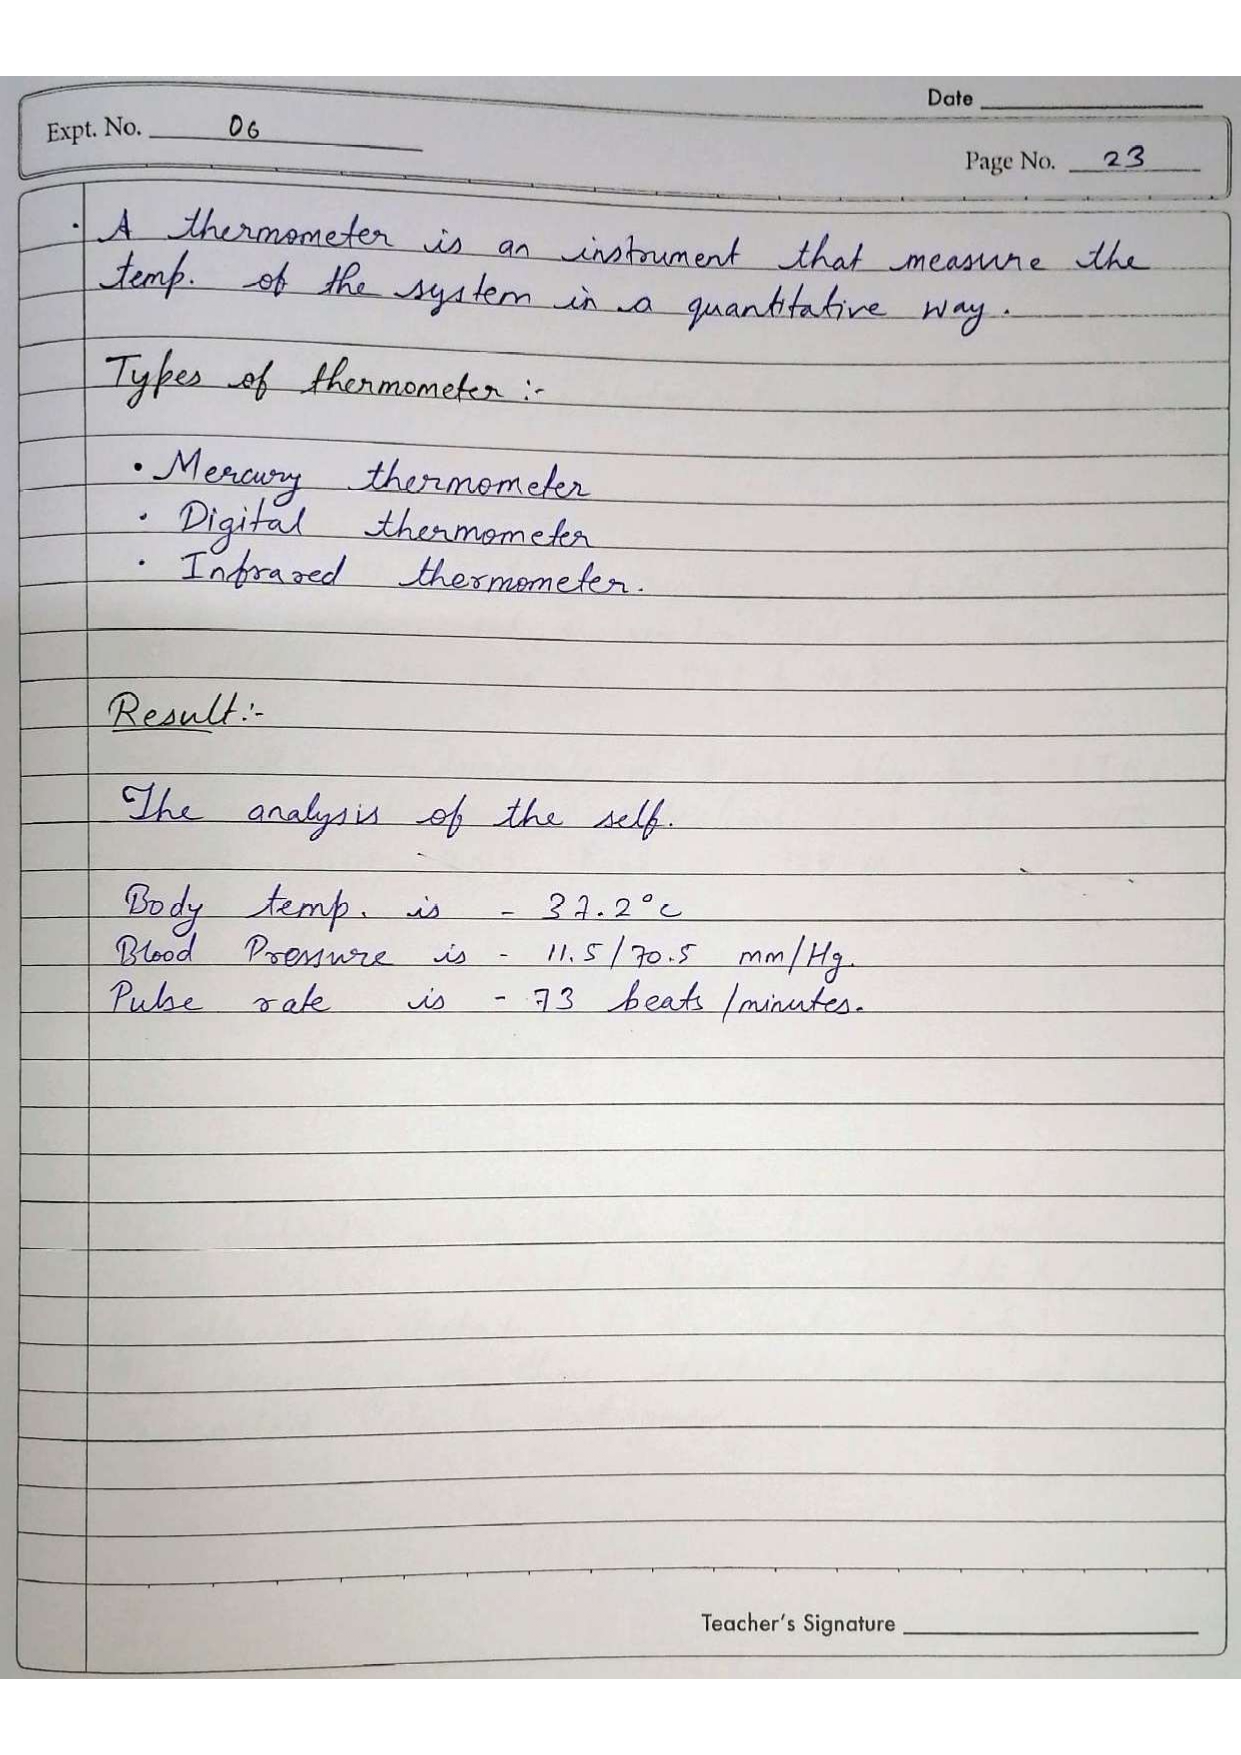 Date
Expt. No. 06
Page No. 23
• A thermometer is an instrument that measure the
temp. of the system in a quantitative way.
Types of thermometer :-
• Mercury thermometer
• Digital thermometer
• Infrared thermometer.
Result:-
The analysis of the self.
Body temp. is - 37.2°c
Blood Pressure is - 11.5/70.5 mm/Hg.
Pulse rate is - 73 beats/minutes.
Teacher's Signature